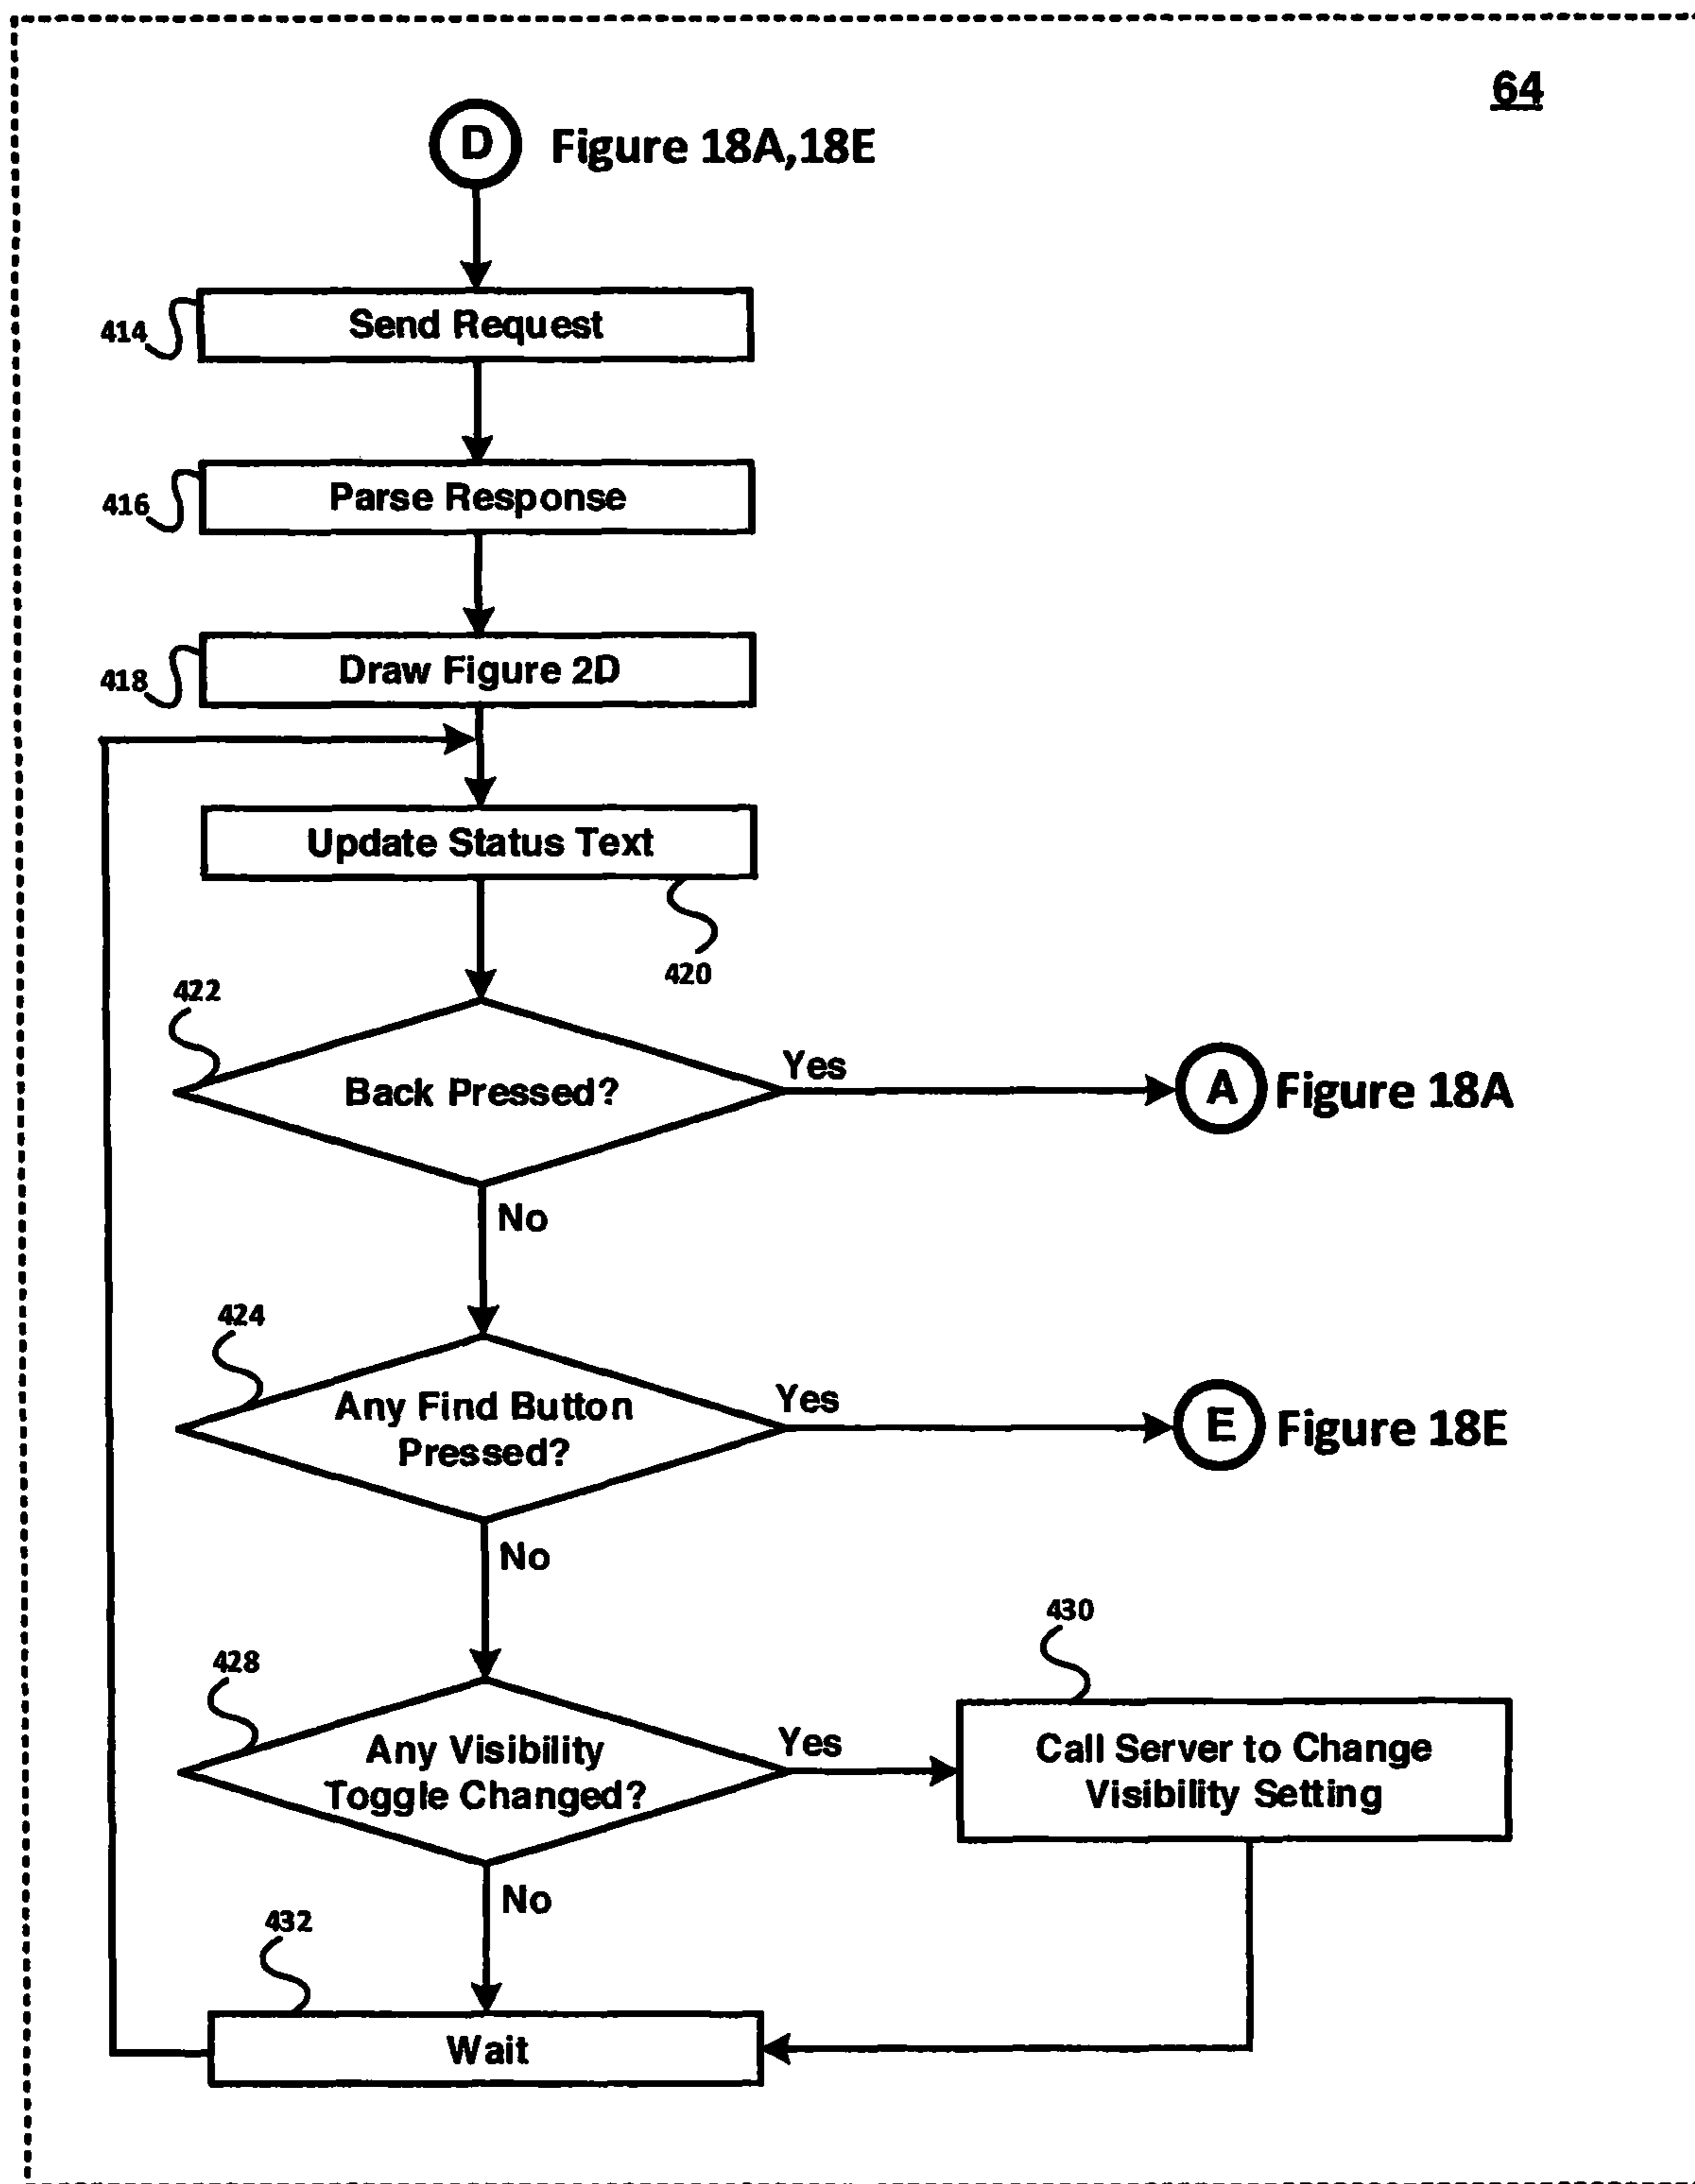 64
D Figure 18A,18E
414
Send Request
416
Parse Response
418
Draw Figure 2D
Update Status Text
420
422
Back Pressed?
Yes
A Figure 18A
No
424
Any Find Button
Pressed?
Yes
E Figure 18E
No
428
Any Visibility
Toggle Changed?
Yes
430
Call Server to Change
Visibility Setting
No
432
Wait